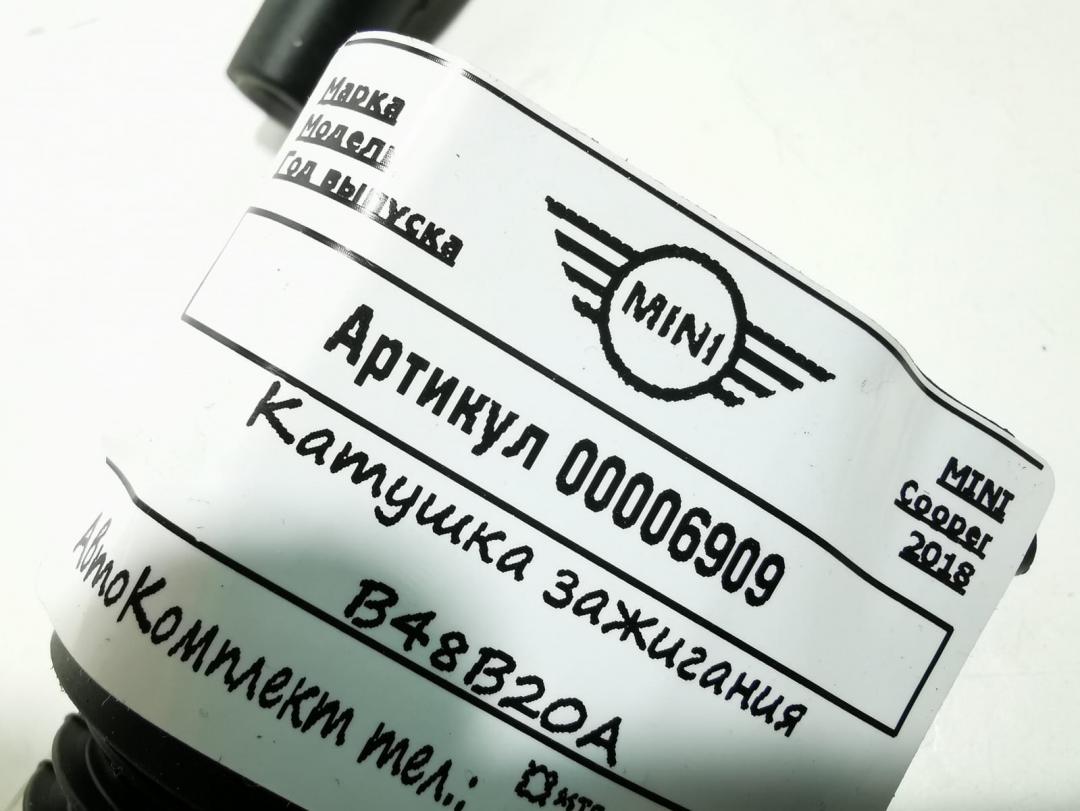 Марка
Модель
Год выпуска
MINI
MINI
Cooper
2018
Артикул 00006909
Катушка зажигания
B48B20A
АвтоКомплект тел.: